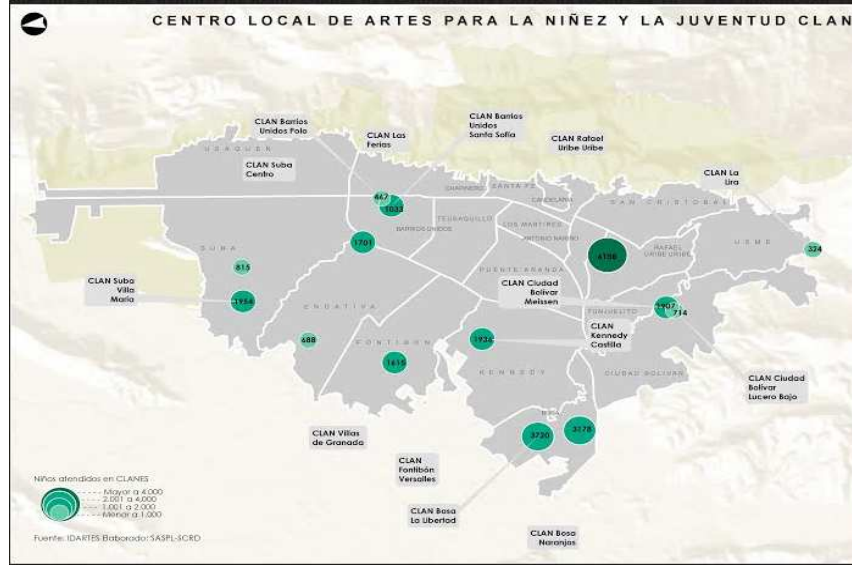 CENTRO LOCAL DE ARTES PARA LA NIÑEZ Y LA JUVENTUD CLAN
CLAN Barrios
Unidos Polo
CLAN Las
Ferias
CLAN Barrios
Unidos
Santa Sofía
CLAN Rafael
Uribe Uribe
CLAN La
Lira
CLAN Suba
Centro
USAQUEN
CHAPINERO
SANTA FE
CANDELARIA
SAN CRISTOBAL
467
1033
TEUSAQUILLO
LOS MARTIRES
BARRIOS UNIDOS
ANTONIO NARIÑO
RAFAEL
URIBE URIBE
USME
324
SUBA
1701
815
PUENTE ARANDA
CLAN Suba
Villa
Maria
1954
ENGATIVA
CLAN Ciudad
Bolívar
Meissen
TUNJUELITO
1907
714
688
FONTIBON
1615
1936
CLAN
Kennedy
Castilla
KENNEDY
CIUDAD BOLIVAR
CLAN Ciudad
Bolívar
Lucero Bajo
BOSA
3720
3178
CLAN Villas
de Granada
CLAN
Fontibón
Versalles
CLAN Bosa
La Libertad
CLAN Bosa
Naranjos
Niños atendidos en CLANES
Mayor a 4.000
2.001 a 4,000
1.001 a 2.000
Menor a 1.000
Fuente: IDARTES Elaborado: SASPL-SCRD